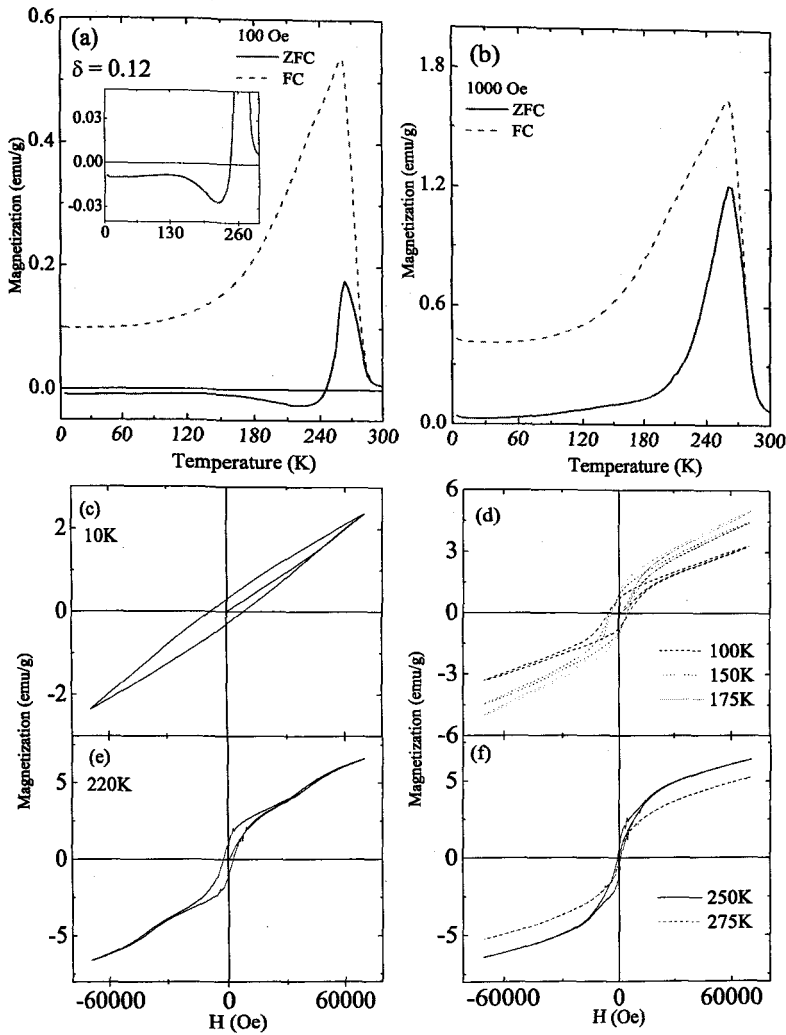 (a)
100 Oe
δ = 0.12
ZFC
FC
0.03
0.00
-0.03
0
130
260
0.6
0.4
0.2
0.0
Magnetization (emu/g)
0
60
120
180
240
300
Temperature (K)
(b)
1000 Oe
ZFC
FC
1.8
1.2
0.6
0.0
Magnetization (emu/g)
0
60
120
180
240
300
Temperature (K)
(c)
10K
2
0
-2
(d)
6
3
0
-3
-6
100K
150K
175K
Magnetization (emu/g)
Magnetization (emu/g)
(e)
220K
5
0
-5
-60000
0
60000
H (Oe)
(f)
5
0
-5
250K
275K
-60000
0
60000
H (Oe)